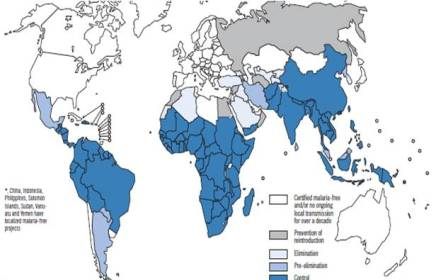 *, China, Indonesia,
Philippines, Solomon
Islands, Sudan, Vanu-
atu and Yemen have
localized malaria-free
projects
Certified malaria-free
and/or no ongoing
local transmission
for over a decade
Prevention of
reintroduction
Elimination
Pre-elimination
Control